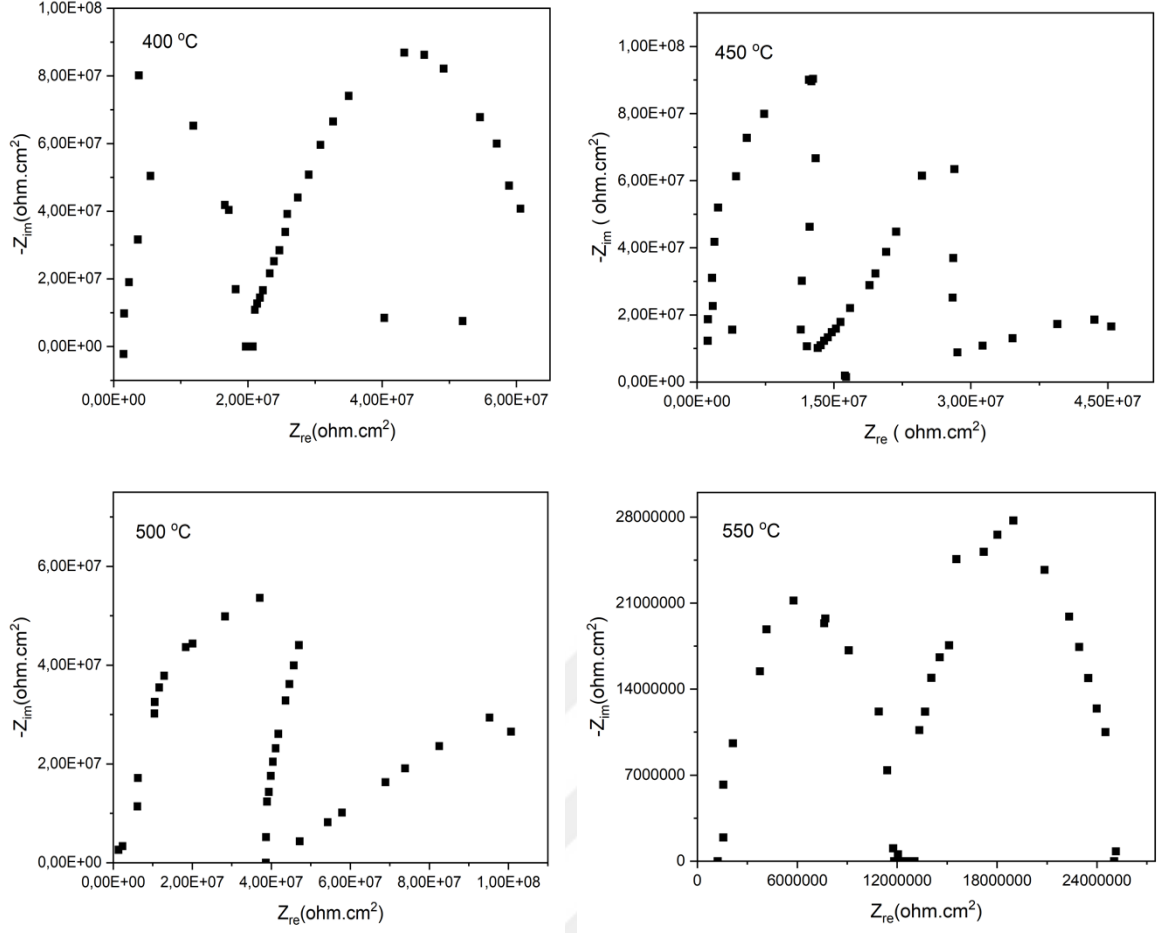 1,00E+08
8,00E+07
6,00E+07
4,00E+07
2,00E+07
0,00E+00
0,00E+00 2,00E+07 4,00E+07 6,00E+07
400 °C
-Zim(ohm.cm²)
Zre(ohm.cm²)
1,00E+08
8,00E+07
6,00E+07
4,00E+07
2,00E+07
0,00E+00
0,00E+00 1,50E+07 3,00E+07 4,50E+07
450 °C
-Zim ( ohm.cm²)
Zre ( ohm.cm²)
6,00E+07
4,00E+07
2,00E+07
0,00E+00
0,00E+00 2,00E+07 4,00E+07 6,00E+07 8,00E+07 1,00E+08
500 °C
-Zim(ohm.cm²)
Zre(ohm.cm²)
28000000
21000000
14000000
7000000
0
0 6000000 12000000 18000000 24000000
550 °C
-Zim(ohm.cm²)
Zre(ohm.cm²)